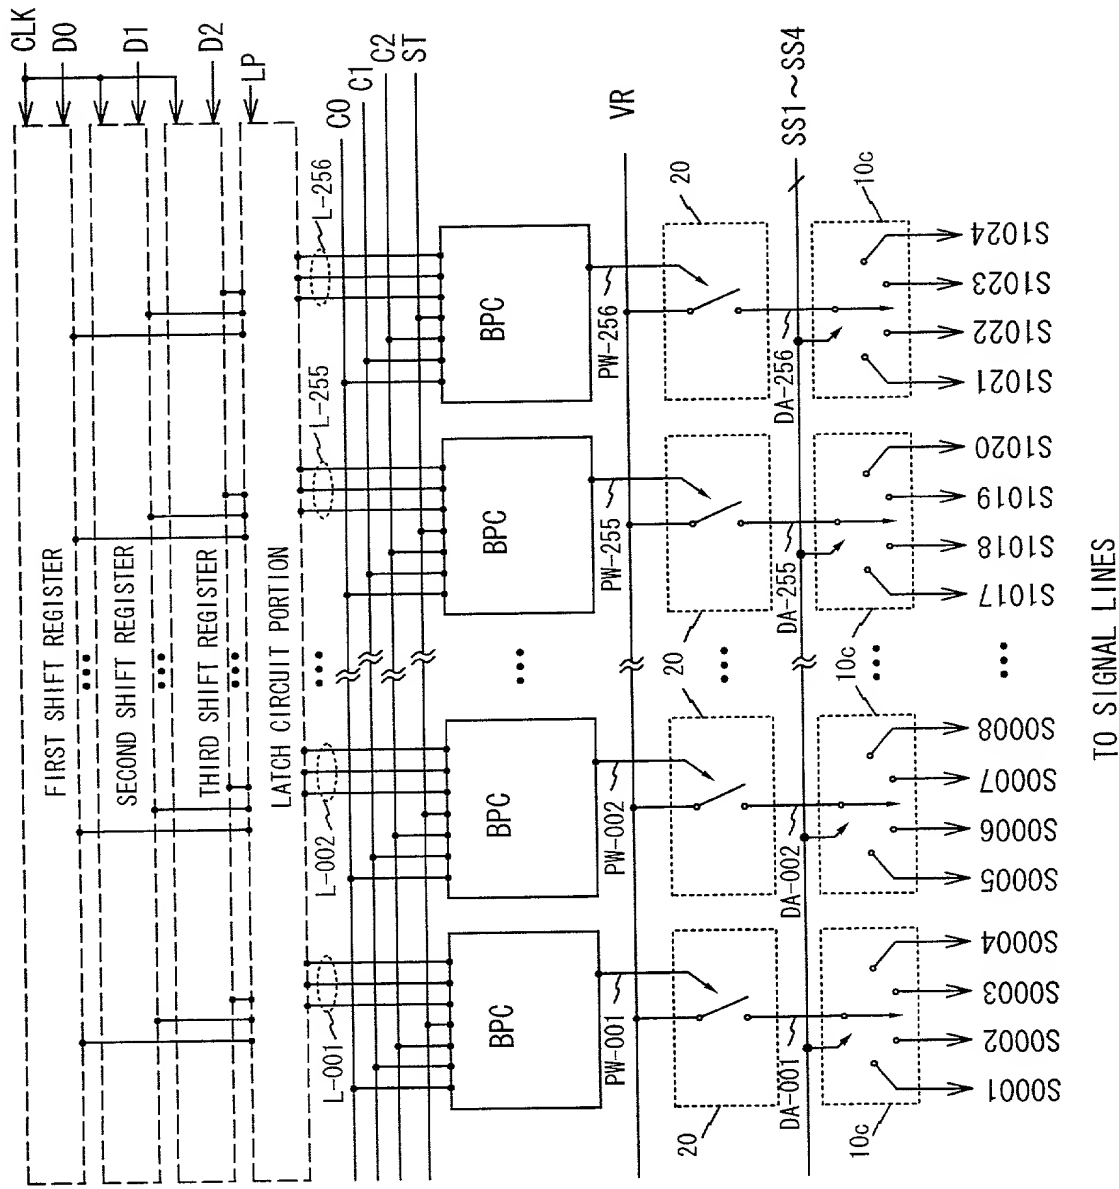 CLK
D0
D1
D2
LP
FIRST SHIFT REGISTER
SECOND SHIFT REGISTER
THIRD SHIFT REGISTER
LATCH CIRCUIT PORTION
L-001
L-002
L-255
L-256
C0
C1
C2
ST
BPC
BPC
BPC
BPC
PW-001
PW-002
PW-255
PW-256
VR
20
20
20
20
DA-001
DA-002
DA-255
DA-256
SS1~SS4
10c
10c
10c
10c
S0001
S0002
S0003
S0004
S0005
S0006
S0007
S0008
S1017
S1018
S1019
S1020
S1021
S1022
S1023
S1024
TO SIGNAL LINES